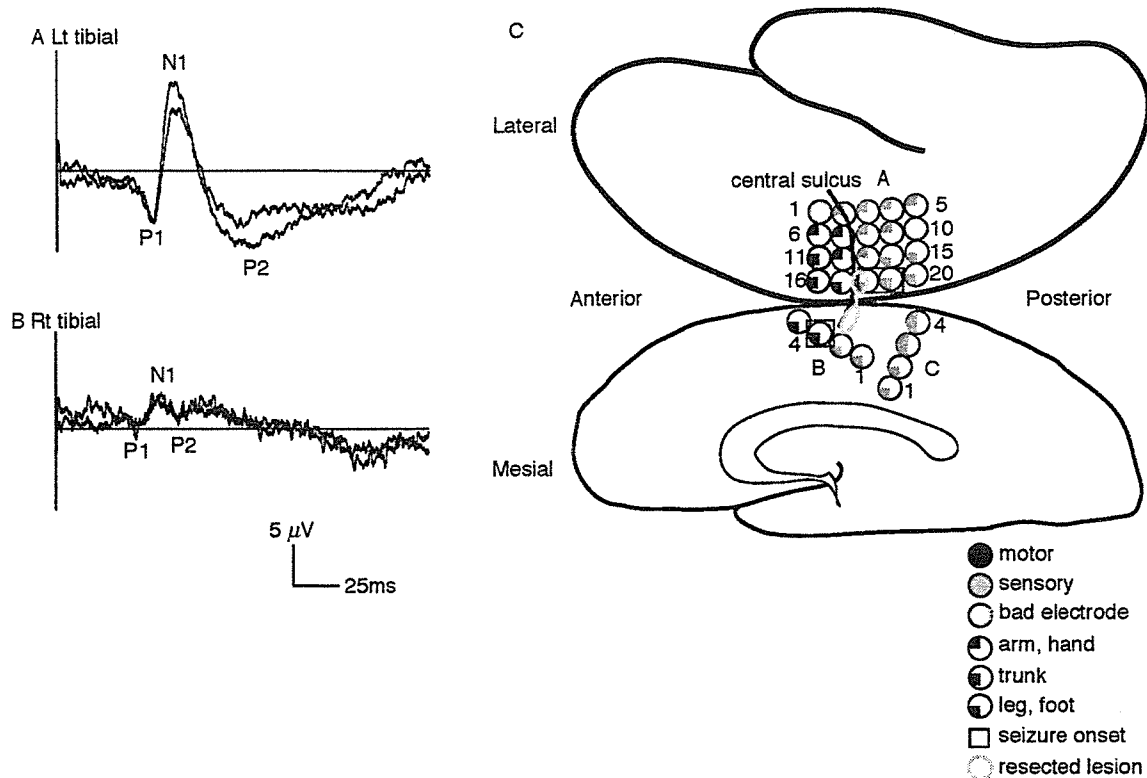 A Lt tibial
N1
P1
P2
B Rt tibial
N1
P1
P2
5 μV
25ms
C
Lateral
central sulcus
A
1
5
6
10
11
15
16
20
Anterior
Posterior
4
B
1
4
C
1
Mesial
motor
sensory
bad electrode
arm, hand
trunk
leg, foot
seizure onset
resected lesion